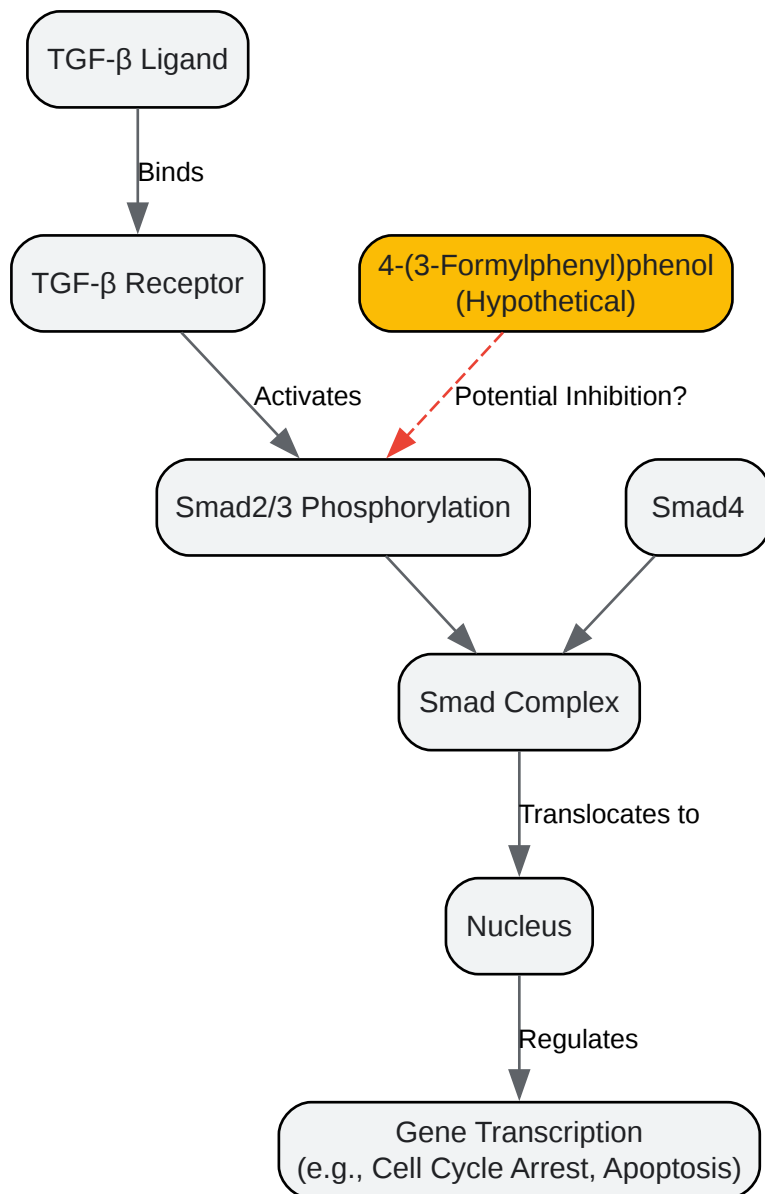 TGF-β Ligand
Binds
TGF-β Receptor
4-(3-Formylphenyl)phenol
(Hypothetical)
Activates
Potential Inhibition?
Smad2/3 Phosphorylation
Smad4
Smad Complex
Translocates to
Nucleus
Regulates
Gene Transcription
(e.g., Cell Cycle Arrest, Apoptosis)